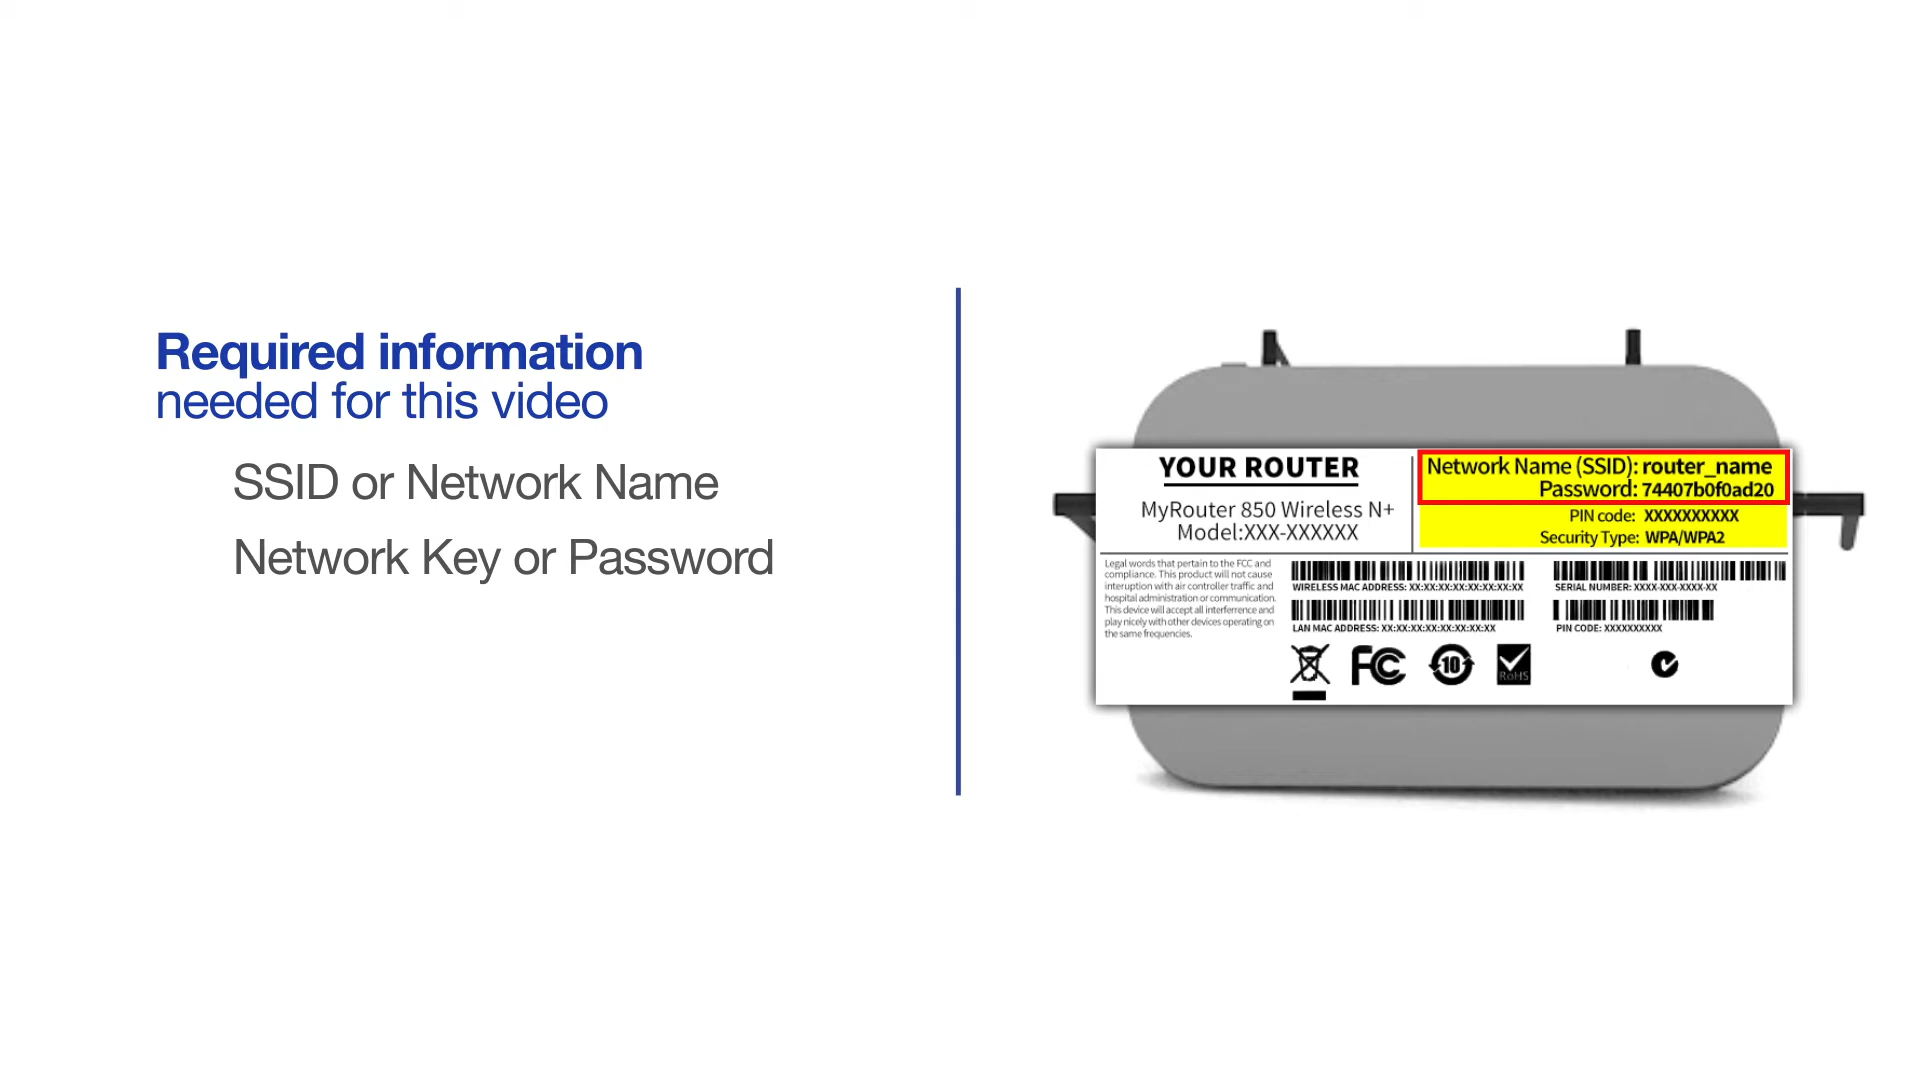 Required information
needed for this video
SSID or Network Name
Network Key or Password
YOUR ROUTER
MyRouter 850 Wireless N+
Model:XXX-XXXXXX
Network Name (SSID): router_name
Password: 74407b0f0ad20
PIN code: XXXXXXXXXX
Security Type: WPA/WPA2
Legal words that pertain to the FCC and
compliance. This product will not cause
interuption with air controller traffic and
hospital administration or communication.
This device will accept all interferrence and
play nicely with other devices operating on
the same frequencies.
WIRELESS MAC ADDRESS: XX:XX:XX:XX:XX:XX:XX:XX
LAN MAC ADDRESS: XX:XX:XX:XX:XX:XX:XX:XX
SERIAL NUMBER: XXXX-XXX-XXXX-XX
PIN CODE: XXXXXXXXXX
FC
10
RoHS